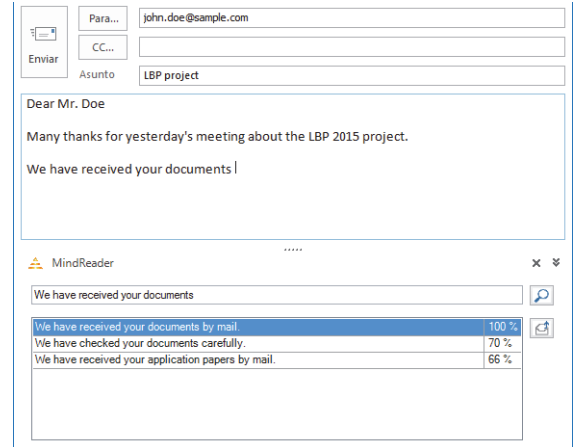 Para...
john.doe@sample.com
CC...
Enviar
Asunto
LBP project
Dear Mr. Doe
Many thanks for yesterday's meeting about the LBP 2015 project.
We have received your documents
MindReader
We have received your documents
We have received your documents by mail. 100 %
We have checked your documents carefully. 70 %
We have received your application papers by mail. 66 %